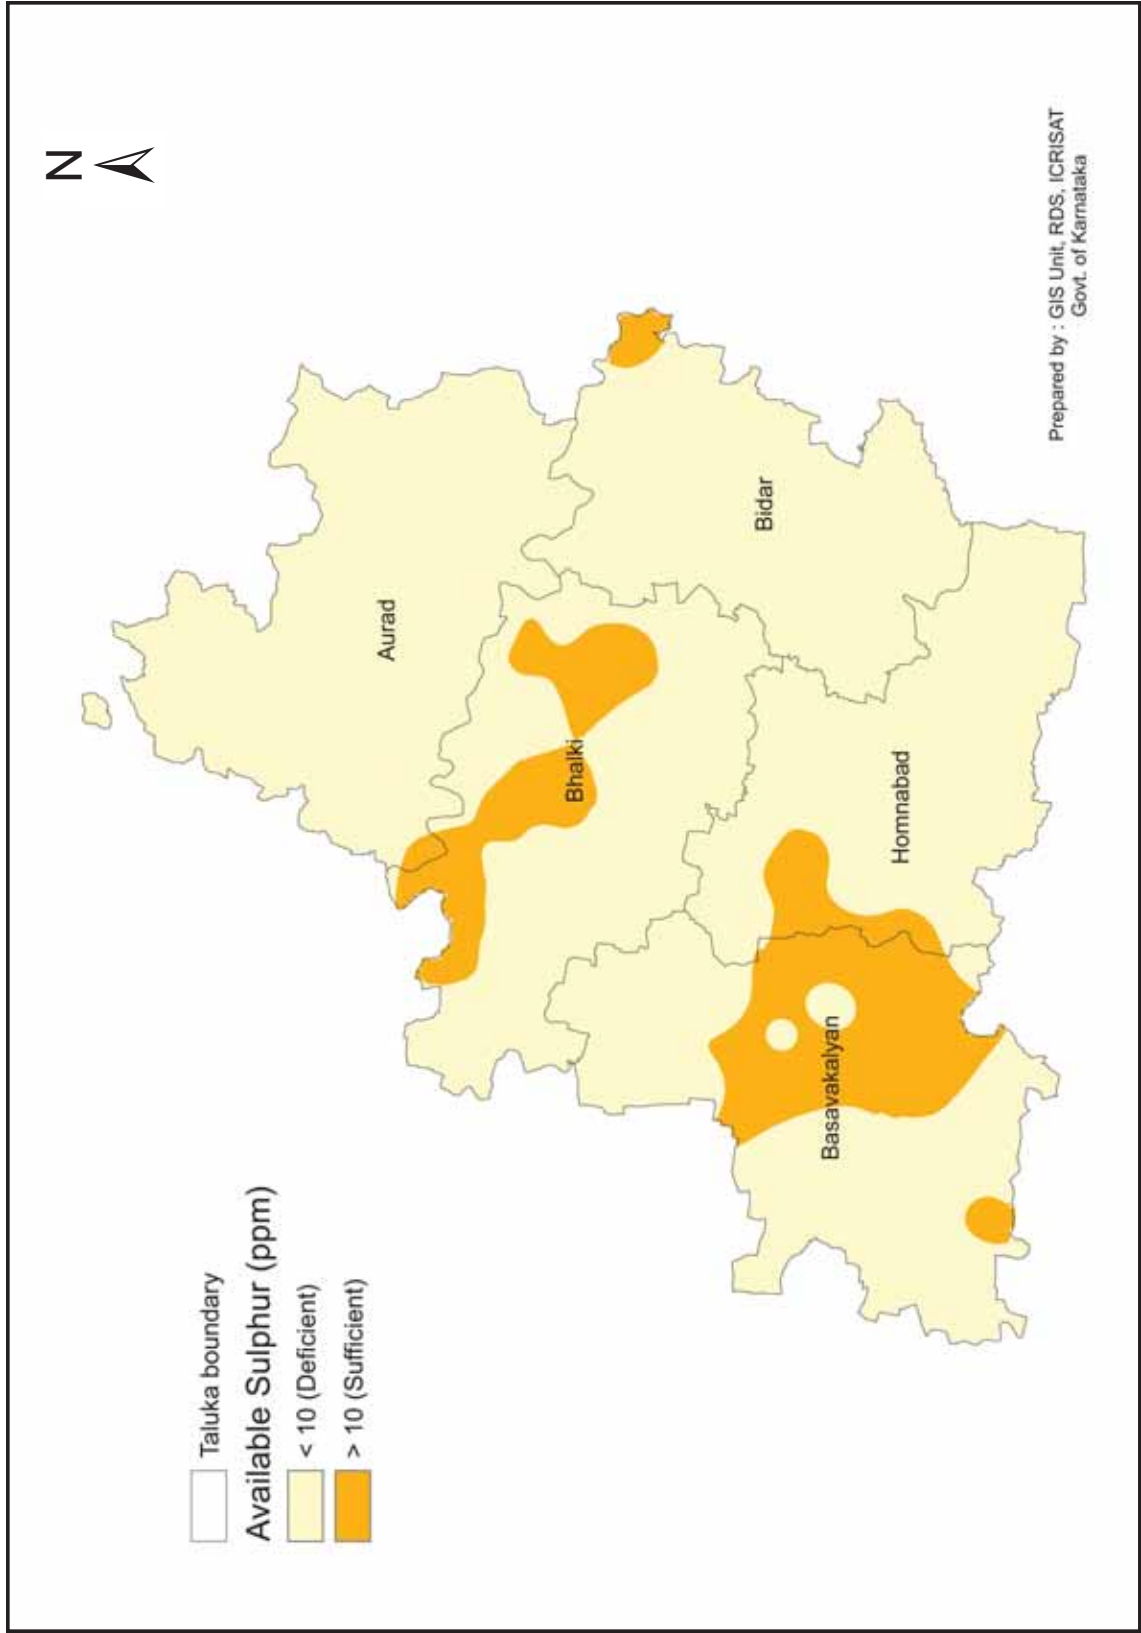 N
Aurad
Bhalki
Bidar
Homnabad
Basavakalyan
Taluka boundary
Available Sulphur (ppm)
< 10 (Deficient)
> 10 (Sufficient)
Prepared by : GIS Unit, RDS, ICRISAT
Govt. of Karnataka